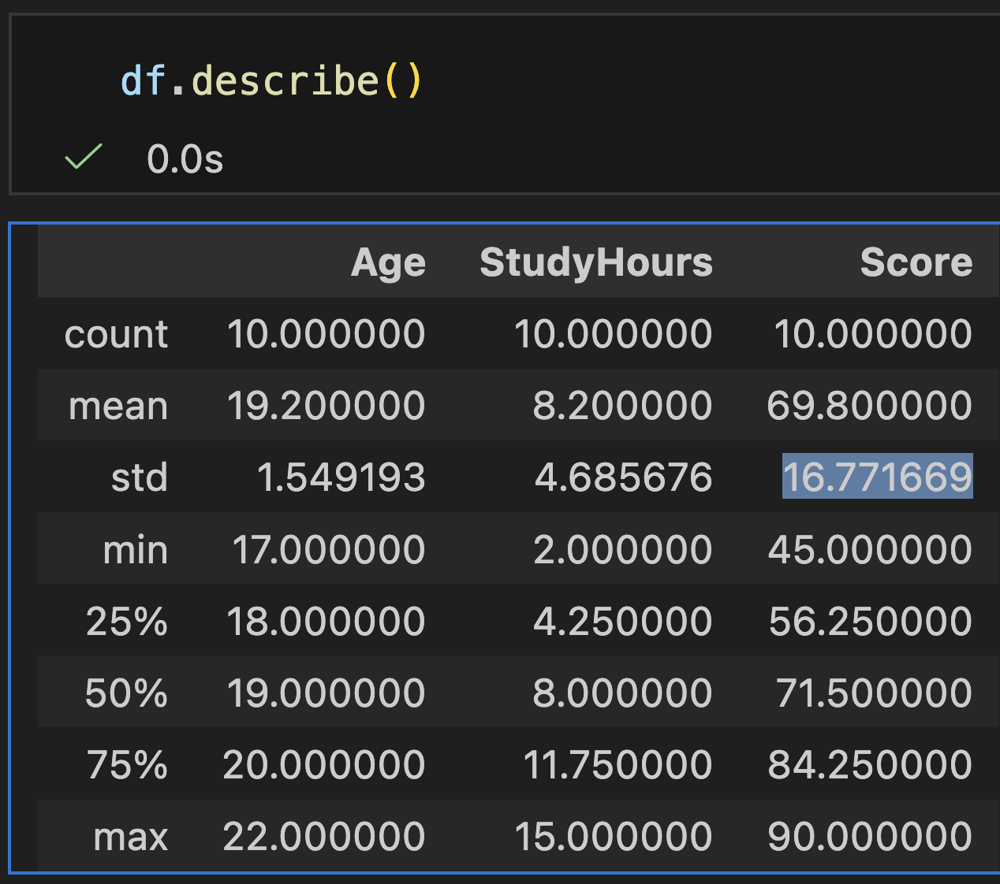 df.describe()
0.0s
Age StudyHours Score
count 10.000000 10.000000 10.000000
mean 19.200000 8.200000 69.800000
std 1.549193 4.685676 16.771669
min 17.000000 2.000000 45.000000
25% 18.000000 4.250000 56.250000
50% 19.000000 8.000000 71.500000
75% 20.000000 11.750000 84.250000
max 22.000000 15.000000 90.000000